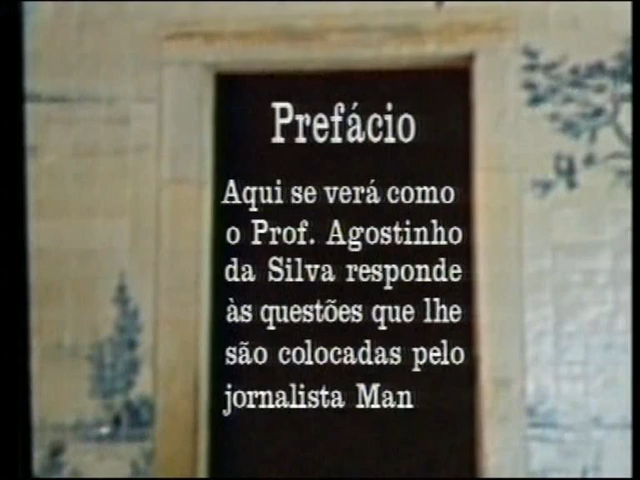 Prefácio
Aqui se verá como
o Prof. Agostinho
da Silva responde
às questões que lhe
são colocadas pelo
jornalista Man